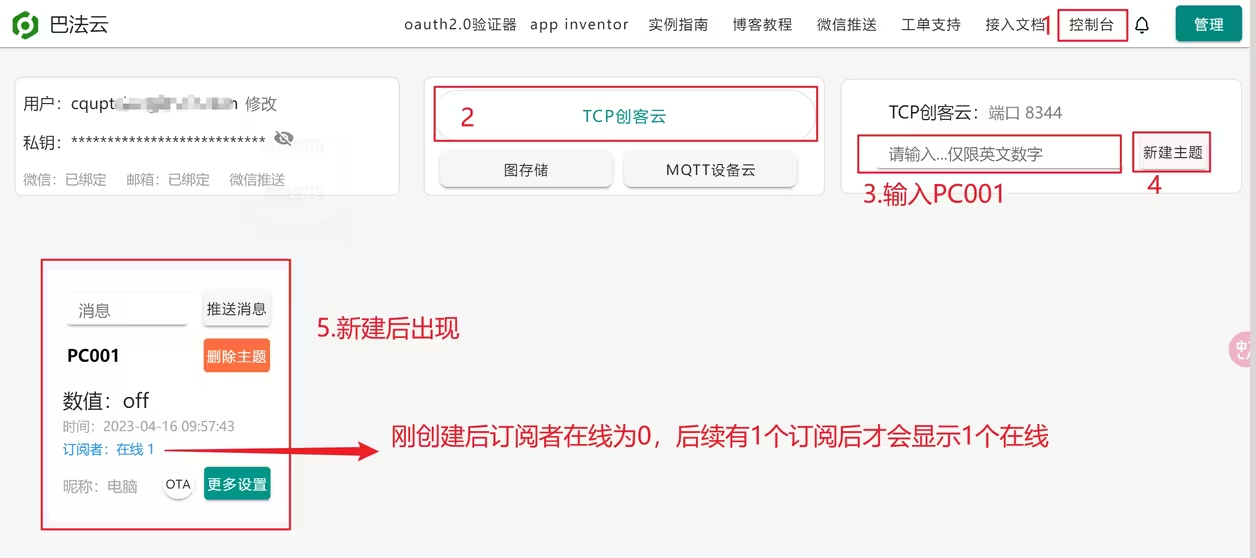 巴法云
oauth2.0验证器 app inventor 实例指南 博客教程 微信推送 工单支持 接入文档 1 控制台 管理
用户：cqupt 修改
私钥：***************************
微信：已绑定 邮箱：已绑定 微信推送
2 TCP创客云
图存储 MQTT设备云
TCP创客云：端口 8344
请输入...仅限英文数字 新建主题
3.输入PC001 4
消息 推送消息
PC001 删除主题
数值：off
时间：2023-04-16 09:57:43
订阅者：在线 1
昵称：电脑 OTA 更多设置
5.新建后出现
刚创建后订阅者在线为0，后续有1个订阅后才会显示1个在线